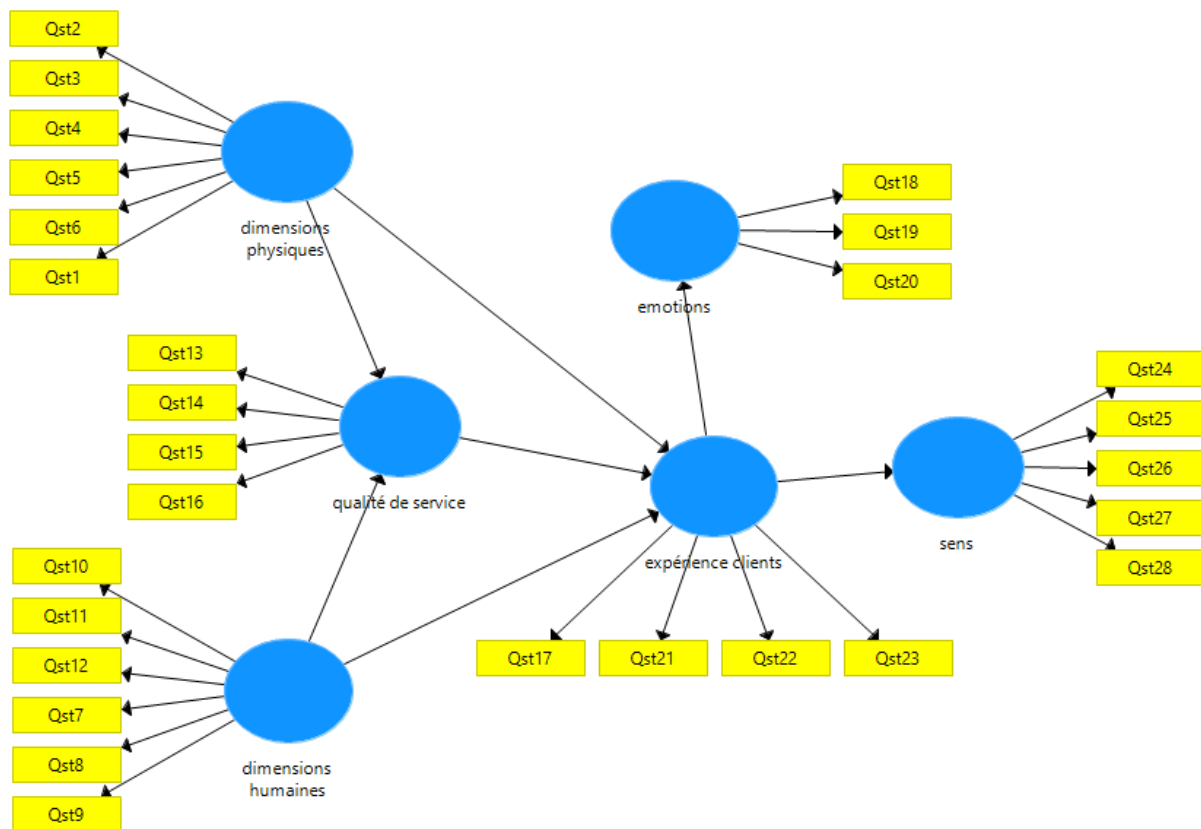 Qst2
Qst3
Qst4
Qst5
Qst6
Qst1
dimensions
physiques
Qst18
Qst19
Qst20
emotions
Qst13
Qst14
Qst15
Qst16
qualité de service
Qst24
Qst25
Qst26
Qst27
Qst28
sens
expérience clients
Qst17
Qst21
Qst22
Qst23
Qst10
Qst11
Qst12
Qst7
Qst8
Qst9
dimensions
humaines